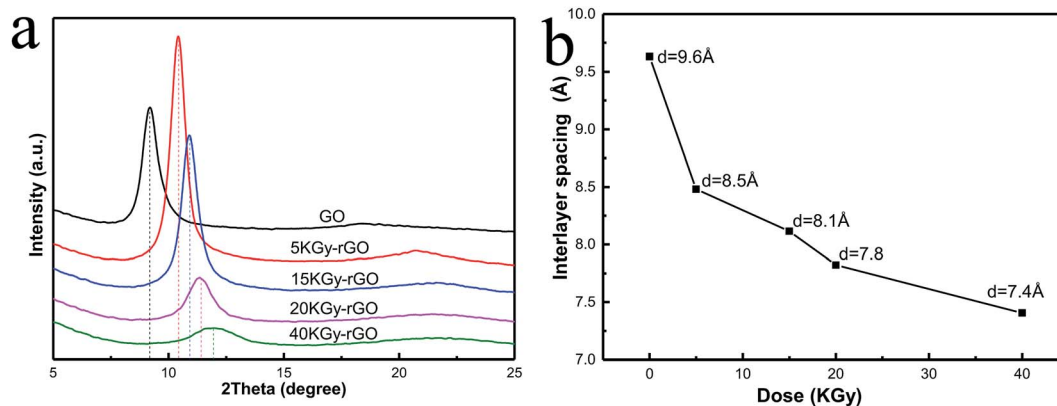 a
Intensity (a.u.)
GO
5KGy-rGO
15KGy-rGO
20KGy-rGO
40KGy-rGO
5
10
15
20
25
2Theta (degree)
b
Interlayer spacing (Å)
10.0
9.5
9.0
8.5
8.0
7.5
7.0
d=9.6Å
d=8.5Å
d=8.1Å
d=7.8
d=7.4Å
0
10
20
30
40
Dose (KGy)